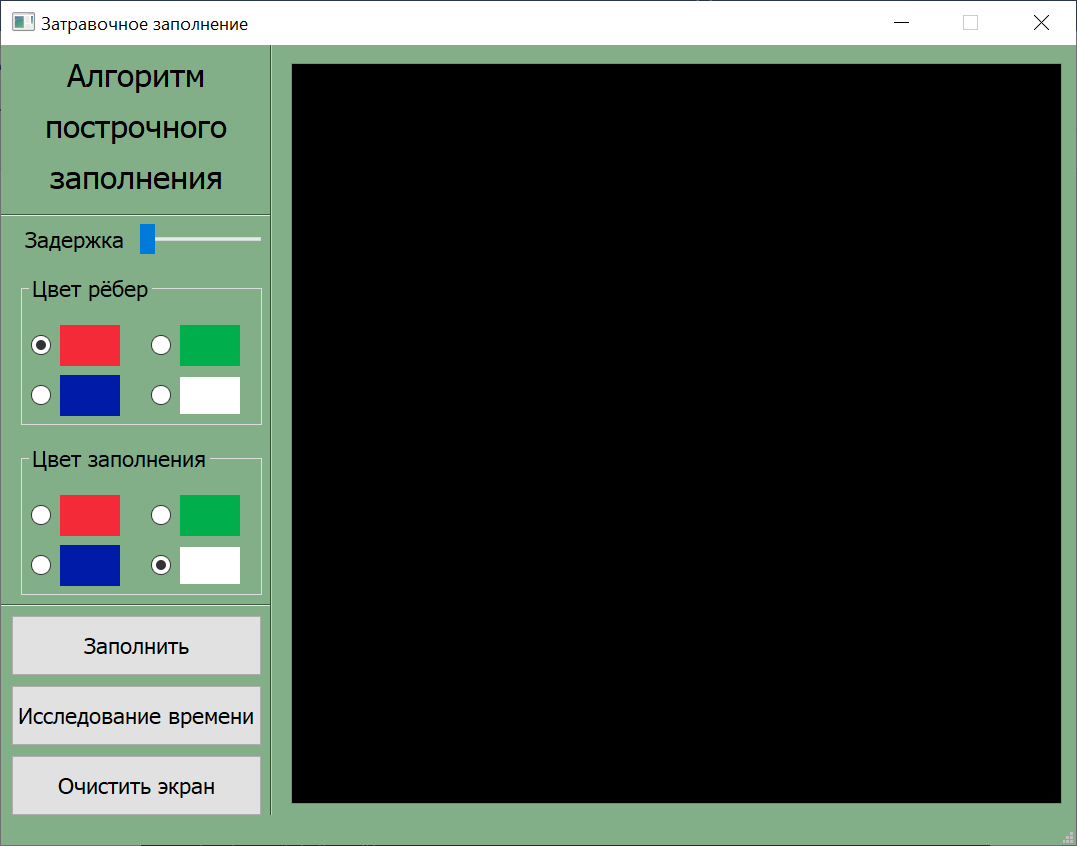 Затравочное заполнение
Алгоритм
построчного
заполнения
Задержка
Цвет рёбер
Цвет заполнения
Заполнить
Исследование времени
Очистить экран